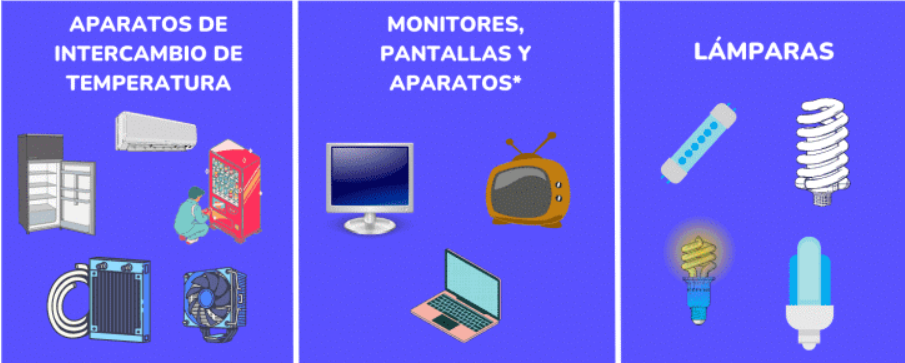 APARATOS DE
INTERCAMBIO DE
TEMPERATURA
MONITORES,
PANTALLAS Y
APARATOS*
LÁMPARAS